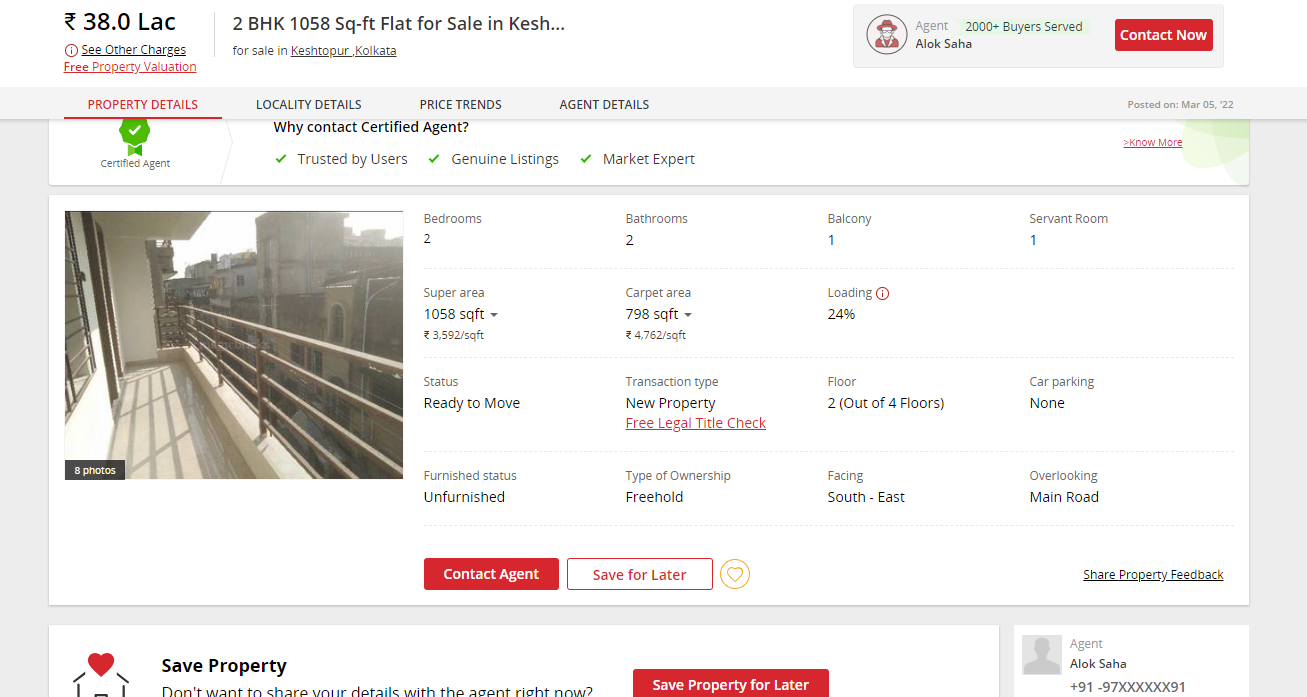 ₹ 38.0 Lac
See Other Charges
Free Property Valuation
2 BHK 1058 Sq-ft Flat for Sale in Kesh...
for sale in Keshtopur ,Kolkata
Agent 2000+ Buyers Served
Alok Saha
Contact Now
PROPERTY DETAILS LOCALITY DETAILS PRICE TRENDS AGENT DETAILS Posted on: Mar 05, '22
Certified Agent
Why contact Certified Agent?
Trusted by Users Genuine Listings Market Expert
>Know More
8 photos
Bedrooms Bathrooms Balcony Servant Room
2 2 1 1
Super area Carpet area Loading
1058 sqft 798 sqft 24%
₹ 3,592/sqft ₹ 4,762/sqft
Status Transaction type Floor Car parking
Ready to Move New Property 2 (Out of 4 Floors) None
Free Legal Title Check
Furnished status Type of Ownership Facing Overlooking
Unfurnished Freehold South - East Main Road
Contact Agent Save for Later Share Property Feedback
Save Property
Don't want to share your details with the agent right now?
Save Property for Later
Agent
Alok Saha
+91 -97XXXXXX91